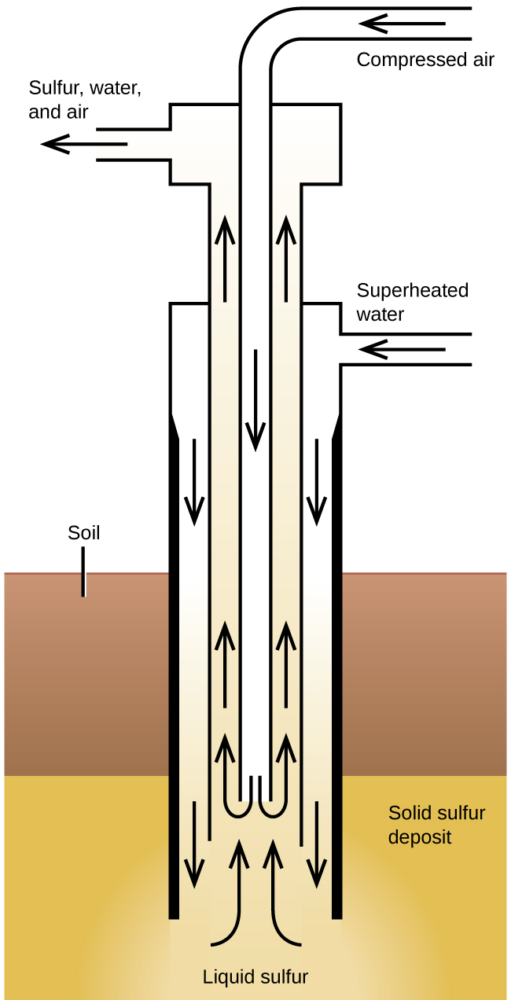 Compressed air
Sulfur, water,
and air
Superheated
water
Soil
Solid sulfur
deposit
Liquid sulfur